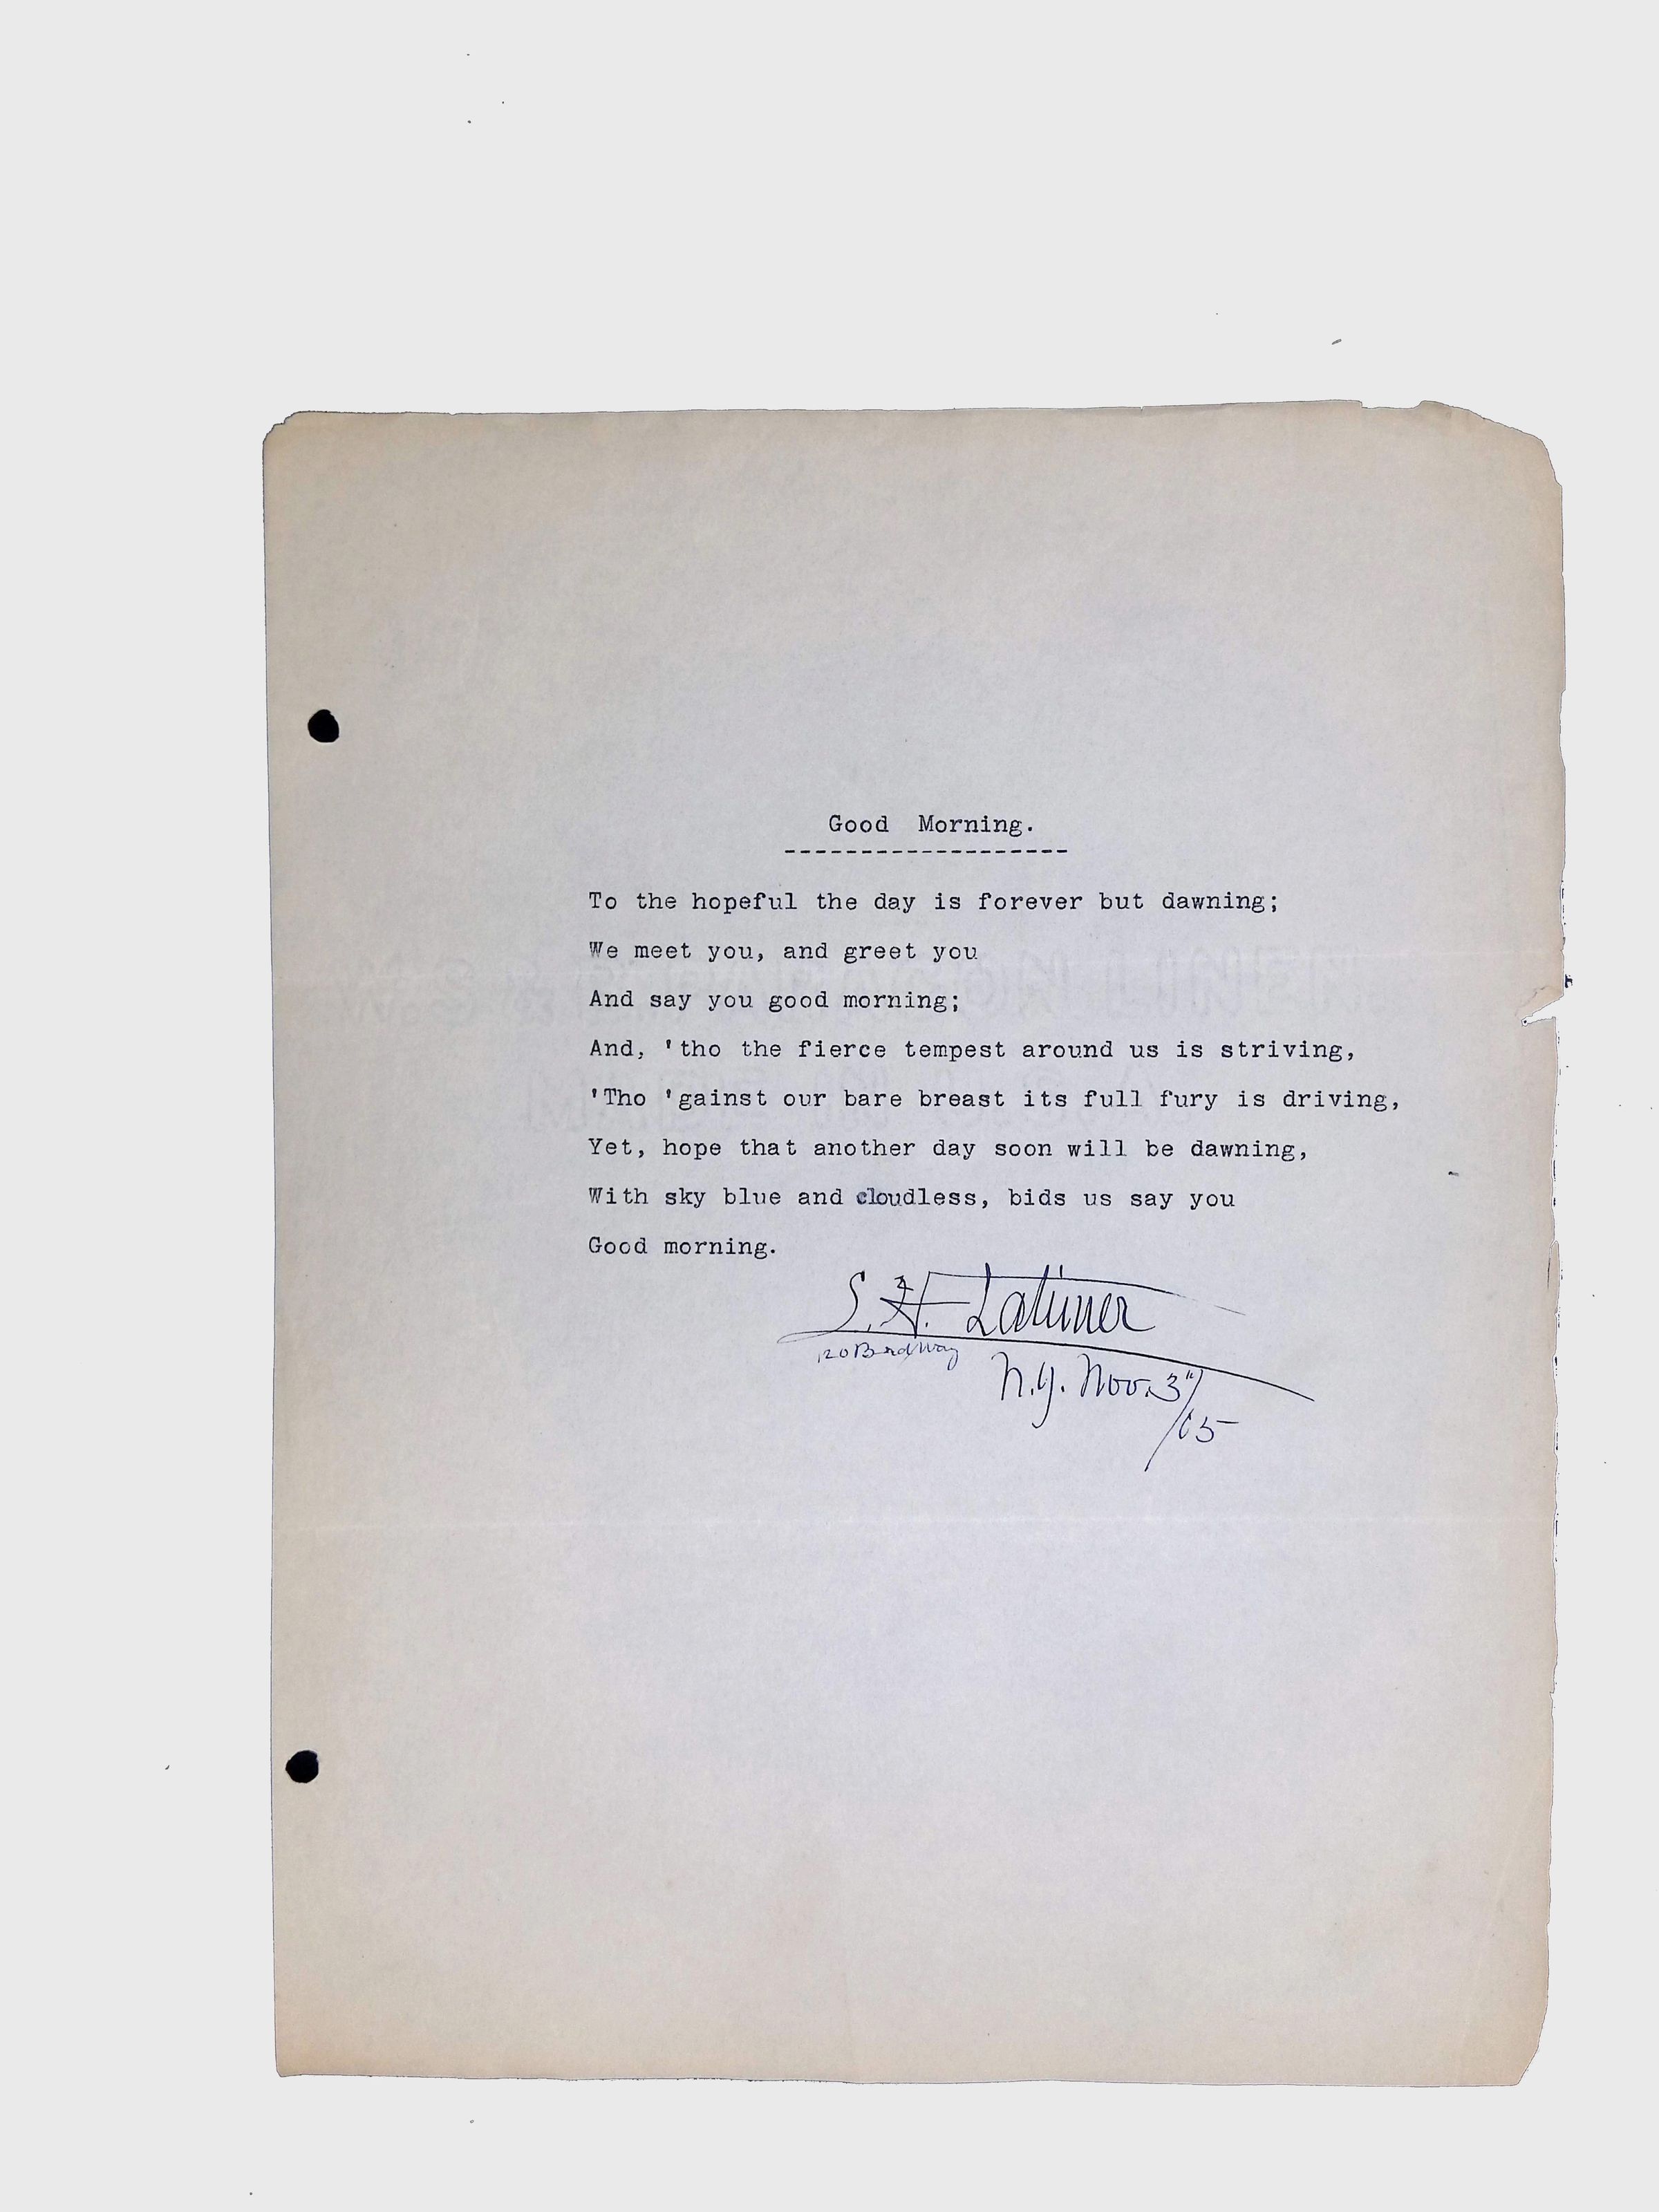 Good Morning.
-------------------
To the hopeful the day is forever but dawning;
We meet you, and greet you
And say you good morning;
And, 'tho the fierce tempest around us is striving,
'Tho 'gainst our bare breast its full fury is driving,
Yet, hope that another day soon will be dawning,
With sky blue and cloudless, bids us say you
Good morning.
L. H. Latimer
120 Brdway
N.Y. Nov. 3"/05